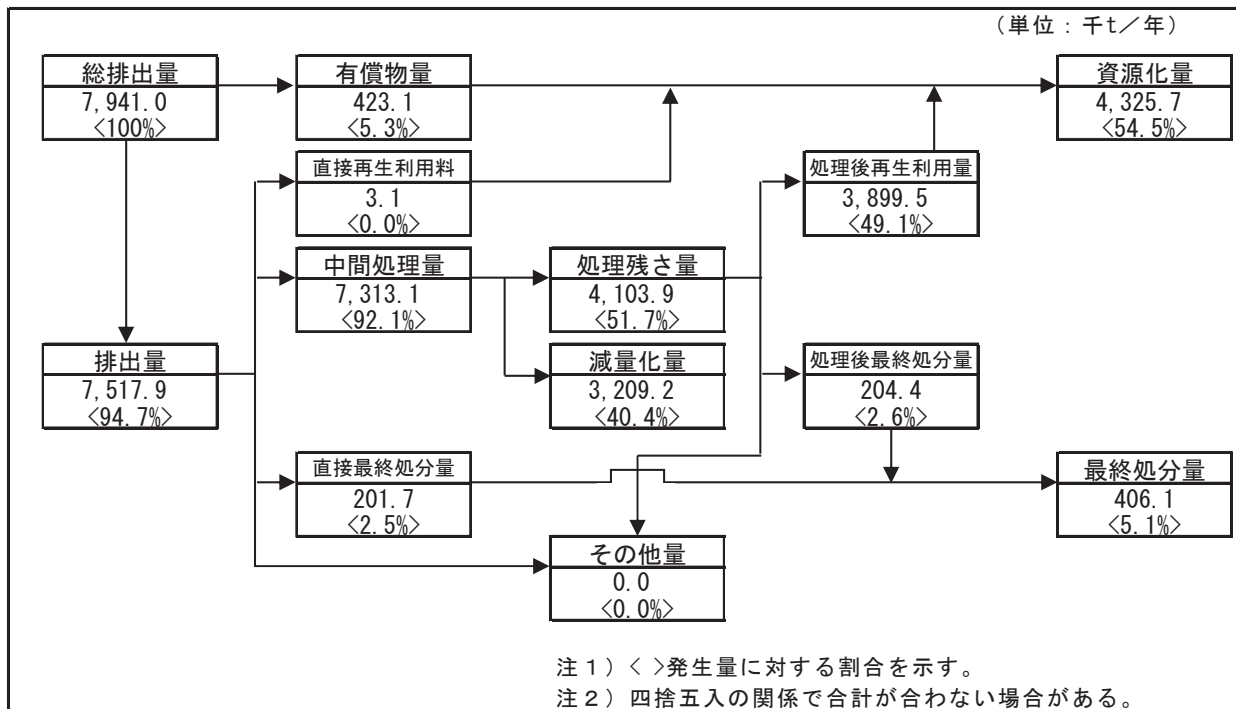 （単位：千t／年）
総排出量
7,941.0
<100%>
有償物量
423.1
<5.3%>
資源化量
4,325.7
<54.5%>
直接再生利用料
3.1
<0.0%>
処理後再生利用量
3,899.5
<49.1%>
中間処理量
7,313.1
<92.1%>
処理残さ量
4,103.9
<51.7%>
排出量
7,517.9
<94.7%>
減量化量
3,209.2
<40.4%>
処理後最終処分量
204.4
<2.6%>
直接最終処分量
201.7
<2.5%>
最終処分量
406.1
<5.1%>
その他量
0.0
<0.0%>
注１）< >発生量に対する割合を示す。
注２）四捨五入の関係で合計が合わない場合がある。